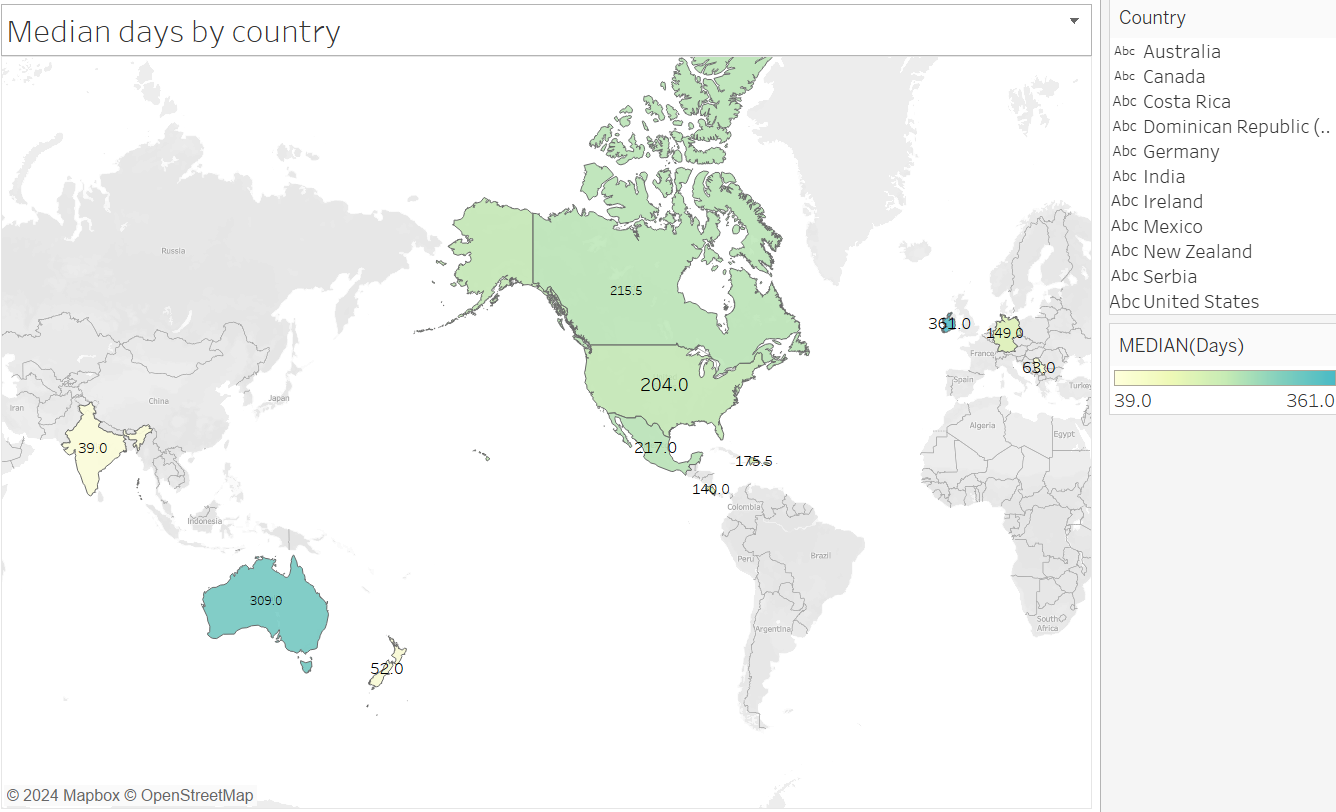 Median days by country
Russia
China
Japan
Iran
39.0
Indonesia
309.0
52.0
215.5
204.0
217.0
175.5
140.0
Colombia
Peru
Brazil
Argentina
361.0
149.0
France
63.0
Spain
Turkey
Algeria
Egypt
South
Africa
© 2024 Mapbox © OpenStreetMap
Country
Abc Australia
Abc Canada
Abc Costa Rica
Abc Dominican Republic (..
Abc Germany
Abc India
Abc Ireland
Abc Mexico
Abc New Zealand
Abc Serbia
Abc United States
MEDIAN(Days)
39.0 361.0